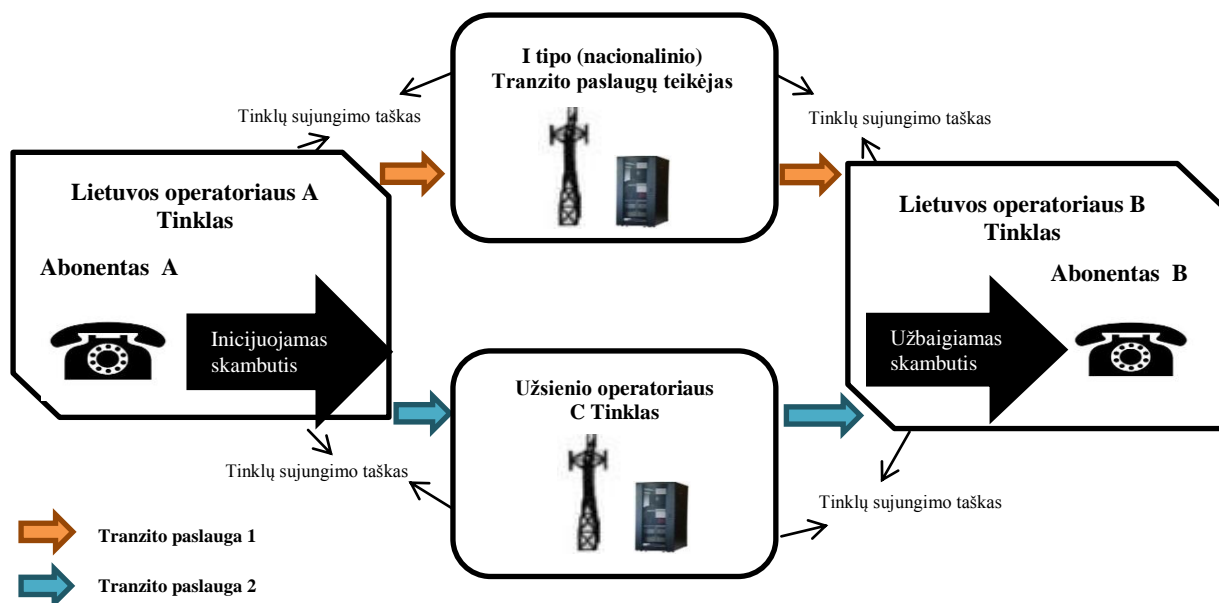 I tipo (nacionalinio)
Tranzito paslaugų teikėjas
Tinklų sujungimo taškas
Tinklų sujungimo taškas
Lietuvos operatoriaus A
Tinklas
Abonentas A
Inicijuojamas
skambutis
Lietuvos operatoriaus B
Tinklas
Abonentas B
Užbaigiamas
skambutis
Užsienio operatoriaus
C Tinklas
Tinklų sujungimo taškas
Tinklų sujungimo taškas
Tranzito paslauga 1
Tranzito paslauga 2